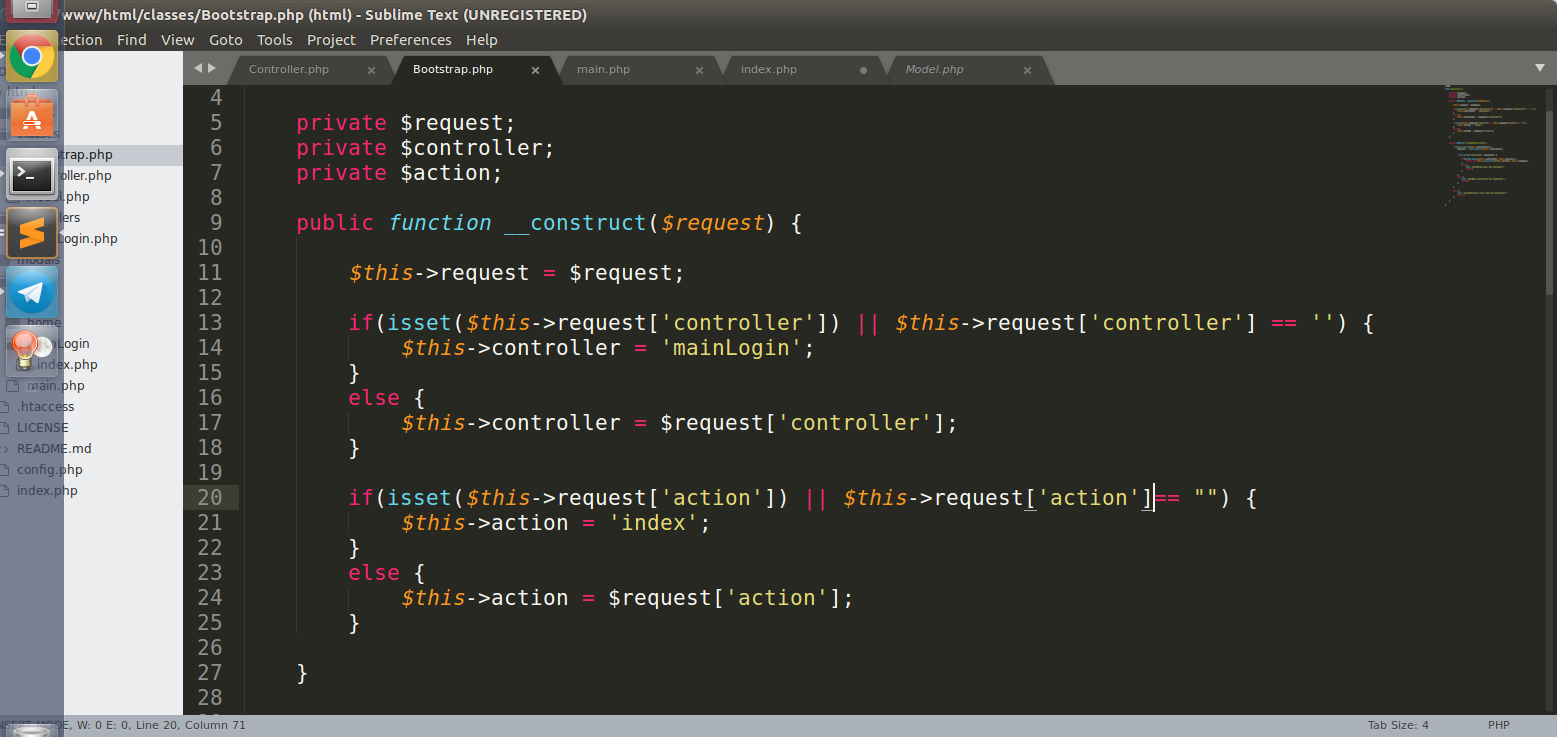 /www/html/classes/Bootstrap.php (html) - Sublime Text (UNREGISTERED)
ection Find View Goto Tools Project Preferences Help
Controller.php × Bootstrap.php × main.php × index.php Model.php ×
html
classes
strap.php
roller.php
Model.php
llers
Login.php
modals
home
nLogin
index.php
main.php
.htaccess
LICENSE
README.md
config.php
index.php
4
5 private $request;
6 private $controller;
7 private $action;
8
9 public function __construct($request) {
10
11 $this->request = $request;
12
13 if(isset($this->request['controller']) || $this->request['controller'] == '') {
14 $this->controller = 'mainLogin';
15 }
16 else {
17 $this->controller = $request['controller'];
18 }
19
20 if(isset($this->request['action']) || $this->request['action']== "") {
21 $this->action = 'index';
22 }
23 else {
24 $this->action = $request['action'];
25 }
26
27 }
28
NSERT MODE, W: 0 E: 0, Line 20, Column 71 Tab Size: 4 PHP